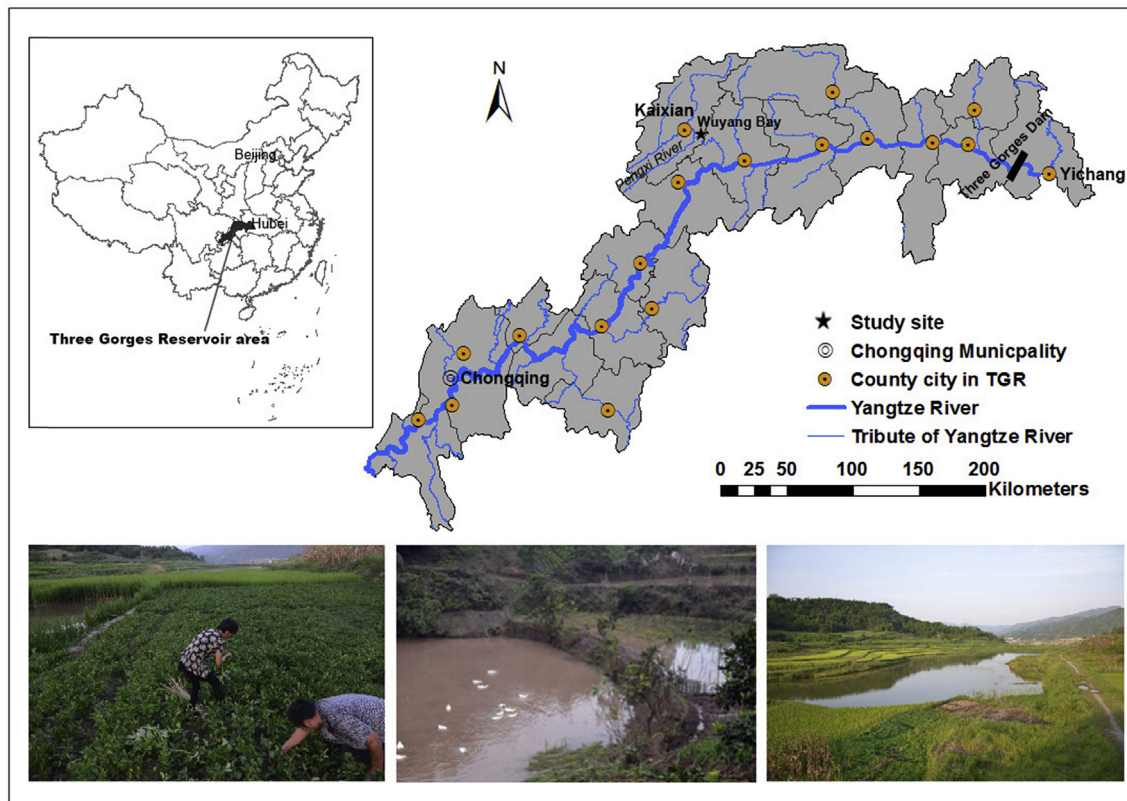 Beijing
Hubei
Three Gorges Reservoir area
N
Kaixian
Wuyang Bay
Pengxi River
Three Gorges Dam
Yichang
Chongqing
Study site
Chongqing Municpality
County city in TGR
Yangtze River
Tribute of Yangtze River
0 25 50 100 150 200
Kilometers